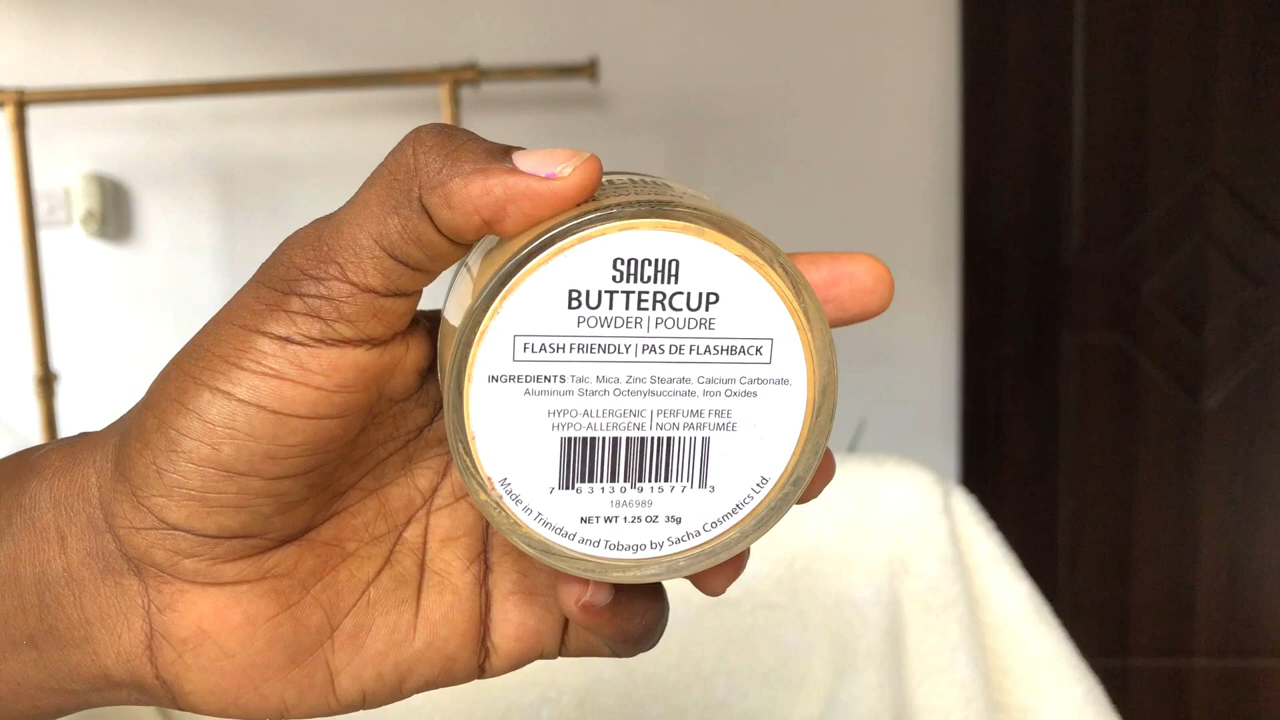 SACHA
BUTTERCUP
POWDER | POUDRE
FLASH FRIENDLY | PAS DE FLASHBACK
INGREDIENTS: Talc, Mica, Zinc Stearate, Calcium Carbonate,
Aluminum Starch Octenylsuccinate, Iron Oxides
HYPO-ALLERGENIC | PERFUME FREE
HYPO-ALLERGÈNE | NON PARFUMÉE
7 63130 91577 3
18A6989
NET WT 1.25 OZ 35g
Made in Trinidad and Tobago by Sacha Cosmetics Ltd.